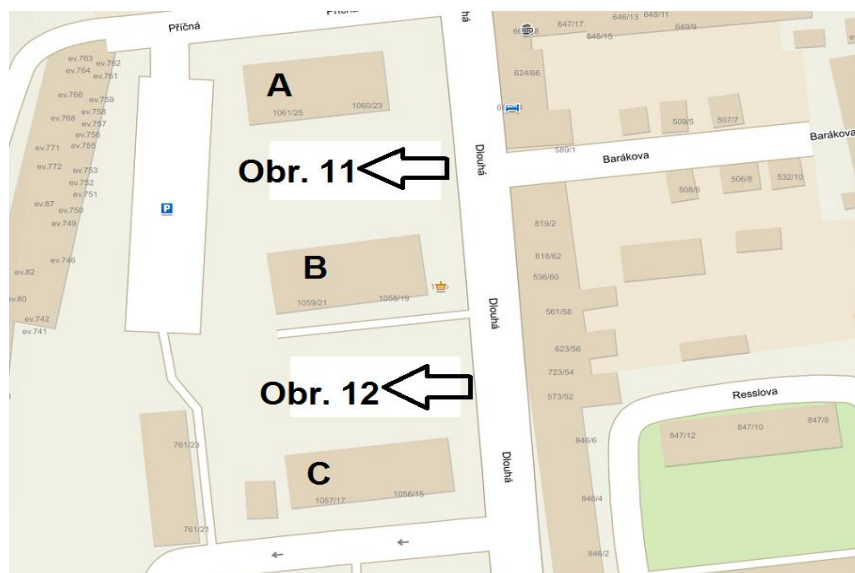 Příčná
Dlouhá
647/17
646/13
648/11
649/9
848/15
624/66
ev.763
ev.762
ev.764
ev.761
ev.766
ev.759
ev.758
ev.768
ev.757
ev.756
ev.771
ev.755
ev.772
ev.753
ev.752
ev.751
ev.87
ev.750
ev.749
ev.746
ev.82
ev.80
ev.742
ev.741
A
1061/25
1060/23
Obr. 11
Dlouhá
589/1
509/5
507/7
Barákova
Barákova
508/8
506/8
532/10
P
B
1059/21
1058/19
Dlouhá
819/2
618/62
536/60
561/58
623/56
723/54
573/52
Obr. 12
Resslova
847/12
847/10
847/8
846/6
846/4
846/2
761/23
761/21
C
1057/17
1056/15
Dlouhá